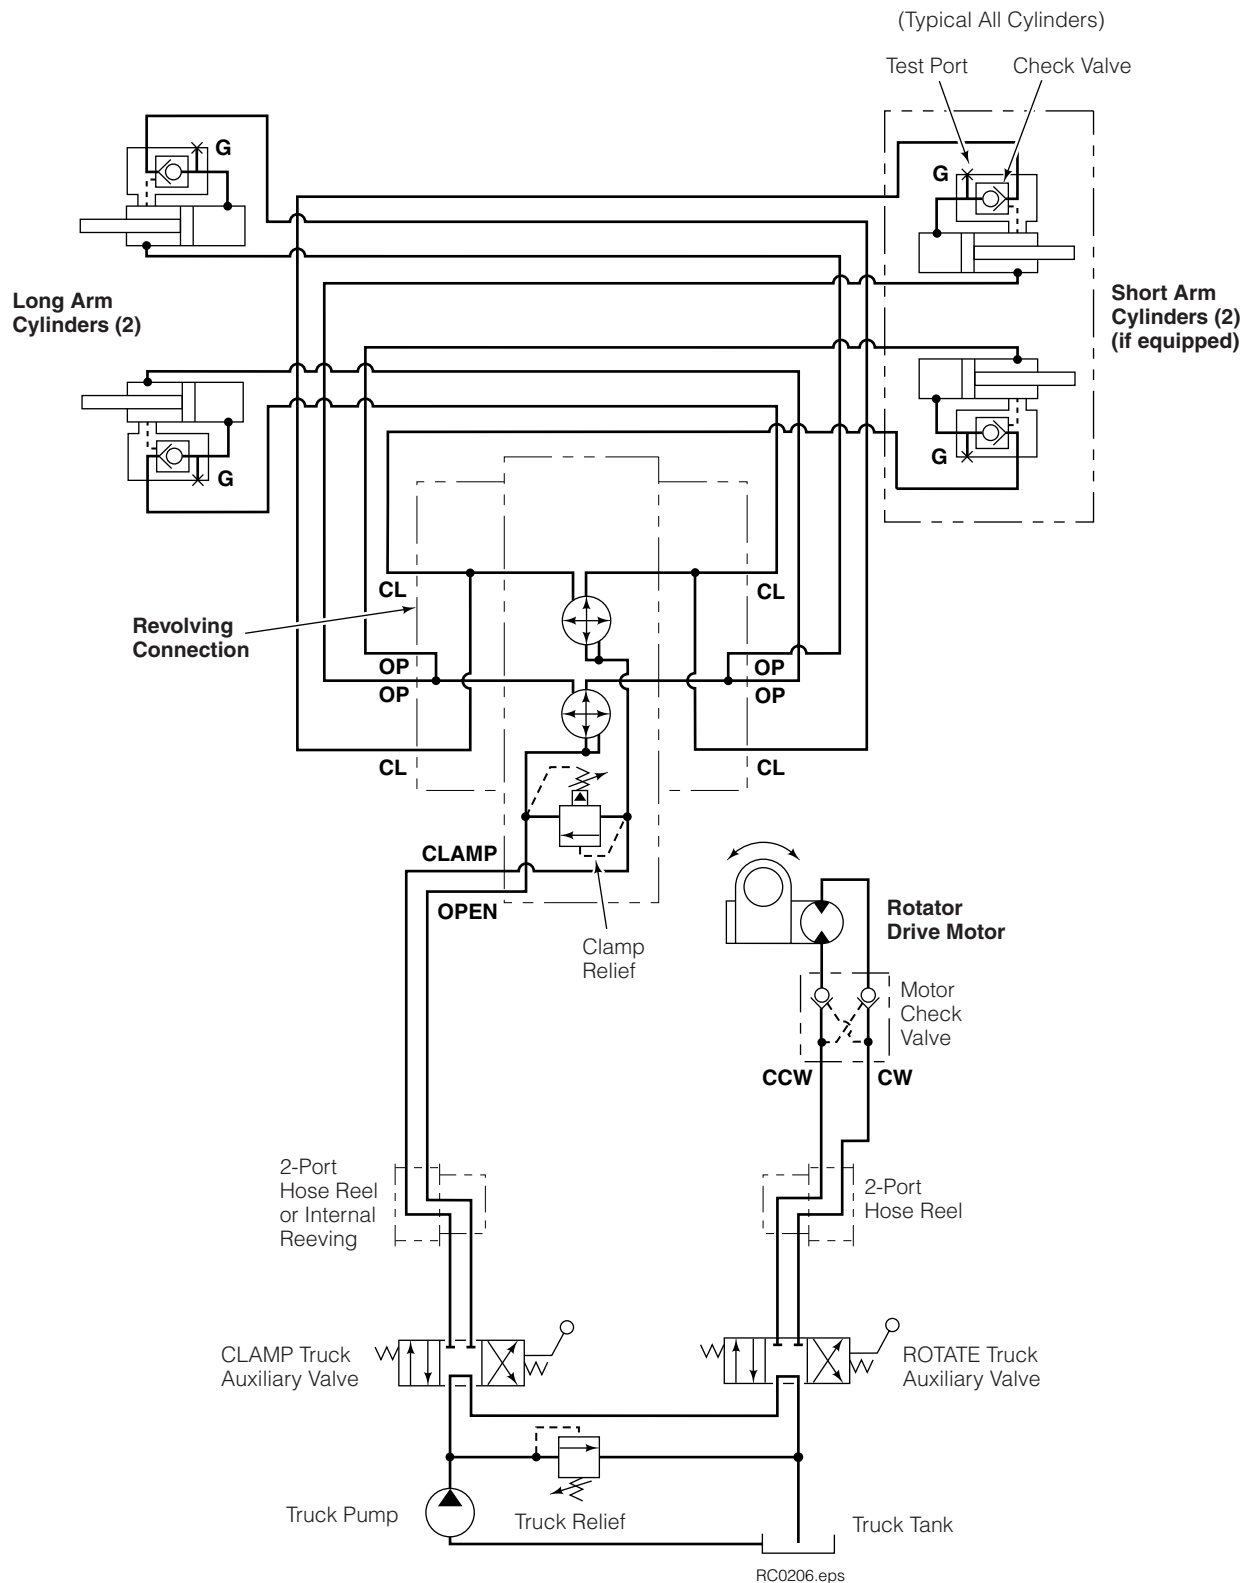 (Typical All Cylinders)
Test Port
Check Valve
G
G
Long Arm
Cylinders (2)
Short Arm
Cylinders (2)
(if equipped)
G
G
CL
CL
Revolving
Connection
OP
OP
OP
OP
CL
CL
CLAMP
OPEN
Clamp
Relief
Rotator
Drive Motor
Motor
Check
Valve
CCW
CW
2-Port
Hose Reel
or Internal
Reeving
2-Port
Hose Reel
CLAMP Truck
Auxiliary Valve
ROTATE Truck
Auxiliary Valve
Truck Pump
Truck Relief
Truck Tank
RC0206.eps